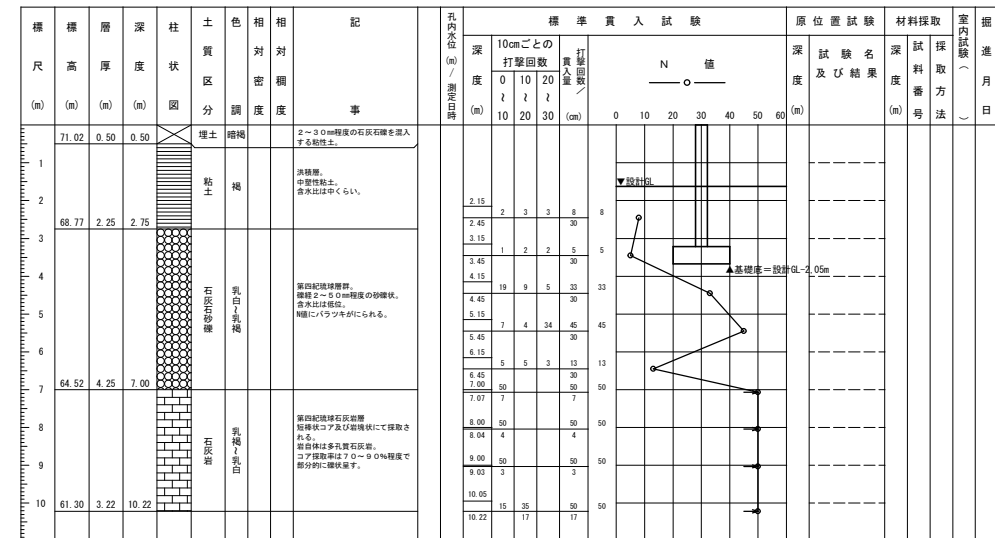 標尺(m)
標高(m)
層厚(m)
深度(m)
柱状図
土質区分
色調
相対密度
相対稠度
記事
孔内水位(m)/測定日時
標準貫入試験
深度(m)
10cmごとの打撃回数
0〜10
10〜20
20〜30
打撃回数/貫入量(cm)
N 値
0 10 20 30 40 50 60
原位置試験
深度(m)
試験名及び結果
材料採取
深度(m)
試料番号
採取方法
室内試験( )
掘進月日
71.02 0.50 0.50
埋土
暗褐
2〜30mm程度の石灰石礫を混入
する粘性土。
1
2
3
4
5
6
7
8
9
10
68.77 2.25 2.75
粘土
褐
洪積層。
中塑性粘土。
含水比は中くらい。
64.52 4.25 7.00
石灰石砂礫
乳白〜乳褐
第四紀琉球層群。
礫経2〜50mm程度の砂礫状。
含水比は低位。
N値にバラツキがにられる。
61.30 3.22 10.22
石灰岩
乳褐〜乳白
第四紀琉球石灰岩層
短棒状コア及び岩塊状にて採取さ
れる。
岩自体は多孔質石灰岩。
コア採取率は70〜90%程度で
部分的に礫状呈す。
2.15
2 3 3 8 8
2.45 30
3.15
1 2 2 5 5
3.45 30
4.15
19 9 5 33 33
4.45 30
5.15
7 4 34 45 45
5.45 30
6.15
5 5 3 13 13
6.45 30
7.00 50 50 50
7.07 7 7
8.00 50 50 50
8.04 4 4
9.00 50 50 50
9.03 3 3
10.05
15 35 50 50
10.22 17 17
▼設計GL
▲基礎底=設計GL-2.05m